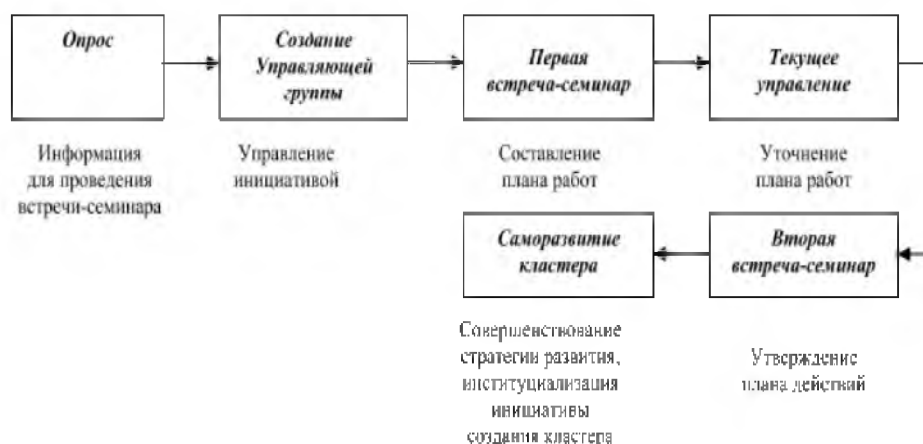 Опрос
Создание
Управляющей
группы
Первая
встреча-семинар
Текущее
управление
Информация
для проведения
встречи-семинара
Управление
инициативой
Составление
плана работ
Уточнение
плана работ
Саморазвитие
кластера
Вторая
встреча-семинар
Совершенствование
стратегии развития,
институциализация
инициативы
создания кластера
Утверждение
плана действий